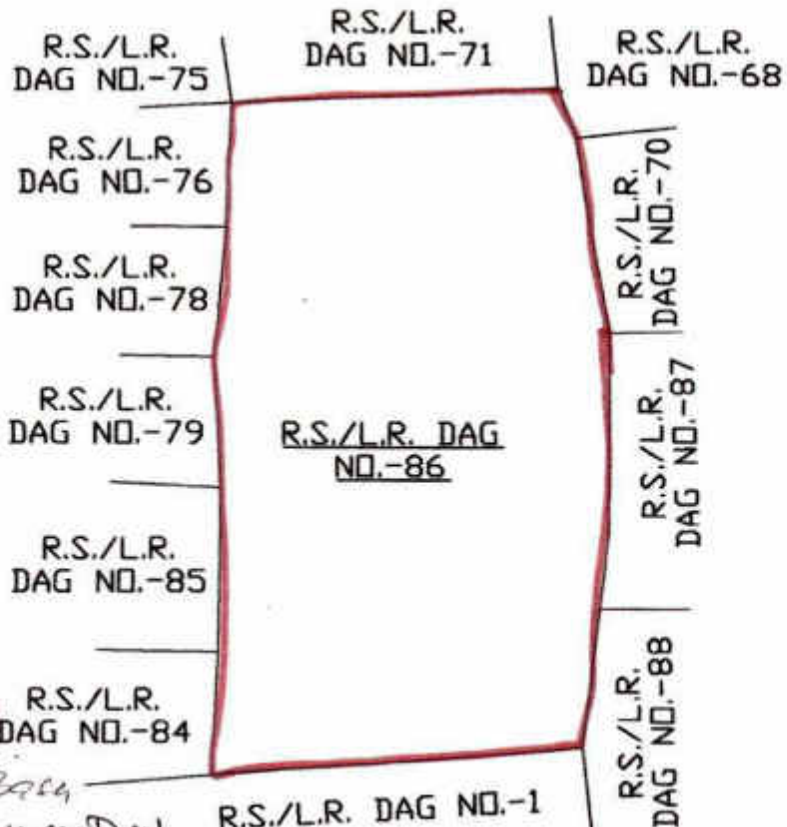 R.S./L.R.
DAG NO.-75
R.S./L.R.
DAG NO.-71
R.S./L.R.
DAG NO.-68
R.S./L.R.
DAG NO.-76
R.S./L.R.
DAG NO.-70
R.S./L.R.
DAG NO.-78
R.S./L.R.
DAG NO.-79
R.S./L.R. DAG
NO.-86
R.S./L.R.
DAG NO.-87
R.S./L.R.
DAG NO.-85
R.S./L.R.
DAG NO.-84
R.S./L.R.
DAG NO.-88
R.S./L.R. DAG NO.-1